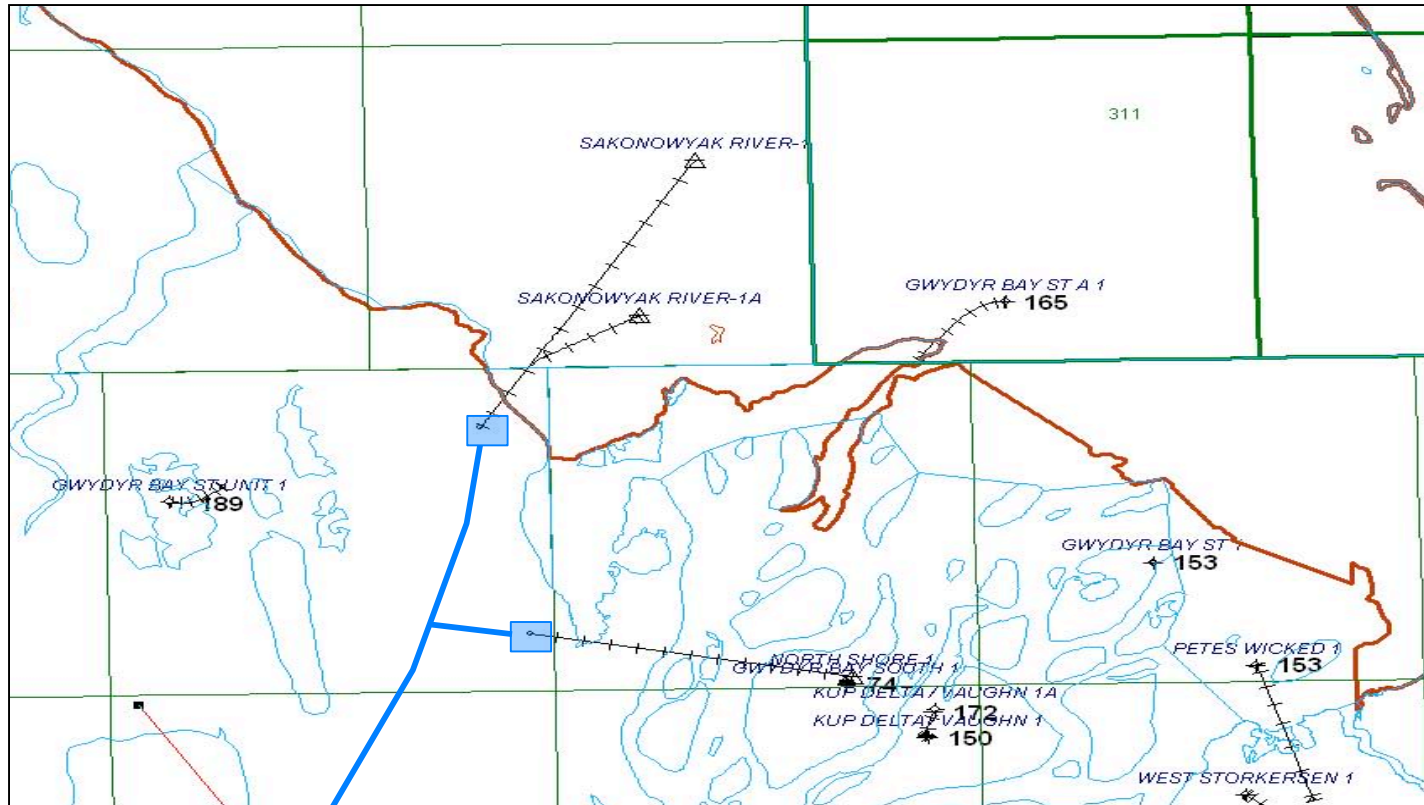 311
SAKONOWYAK RIVER-1
GWYDYR BAY ST A 1
165
SAKONOWYAK RIVER-1A
GWYDYR BAY ST UNIT 1
189
GWYDYR BAY ST 1
153
NORTH SHORE 1
GWYDYR BAY SOUTH 1
74
PETES WICKED 1
153
KUP DELTA / VAUGHN 1A
172
KUP DELTA / VAUGHN 1
150
WEST STORKERSEN 1